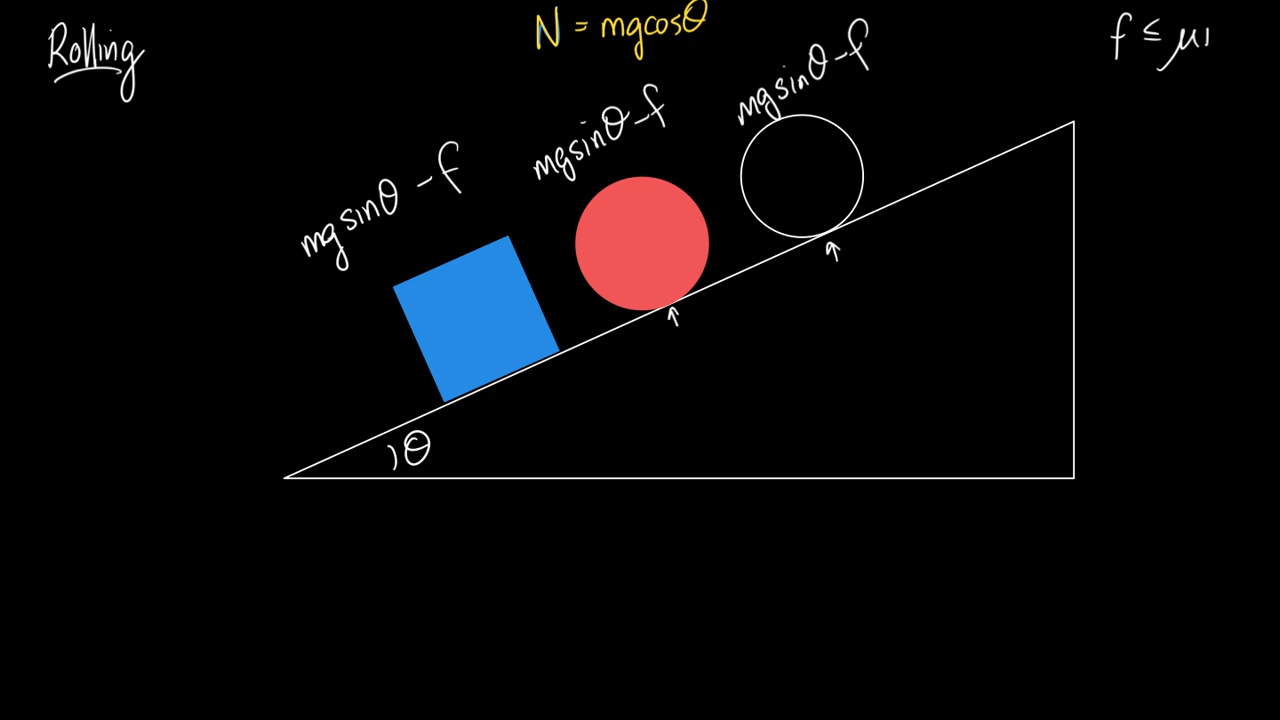 Rolling
N = mgcosθ
f ≤ μ
mgsinθ-f
mgsinθ-f
mgsinθ-f
θ